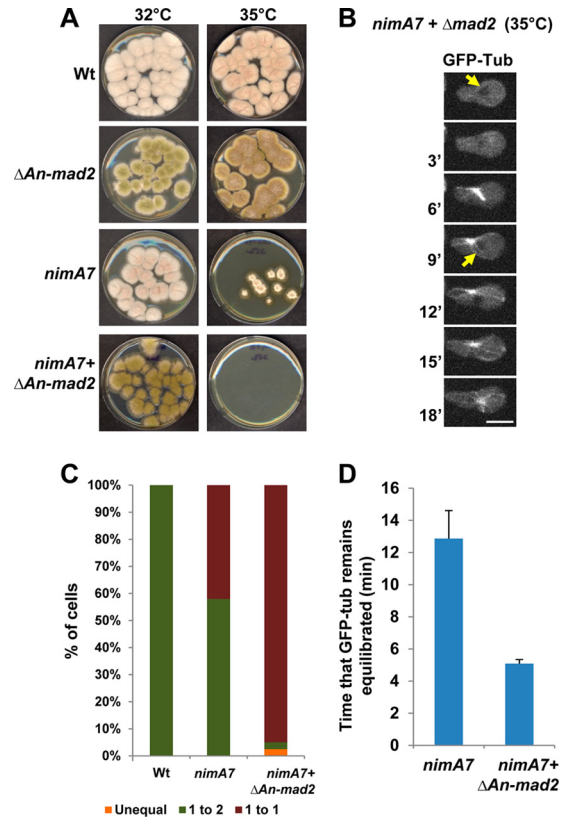 A
32°C
35°C
Wt
ΔAn-mad2
nimA7
nimA7+
ΔAn-mad2
B
nimA7 + Δmad2 (35°C)
GFP-Tub
3’
6’
9’
12’
15’
18’
C
% of cells
100%
90%
80%
70%
60%
50%
40%
30%
20%
10%
0%
Wt
nimA7
nimA7+
ΔAn-mad2
Unequal
1 to 2
1 to 1
D
Time that GFP-tub remains
equilibrated (min)
16
14
12
10
8
6
4
2
0
nimA7
nimA7+
ΔAn-mad2